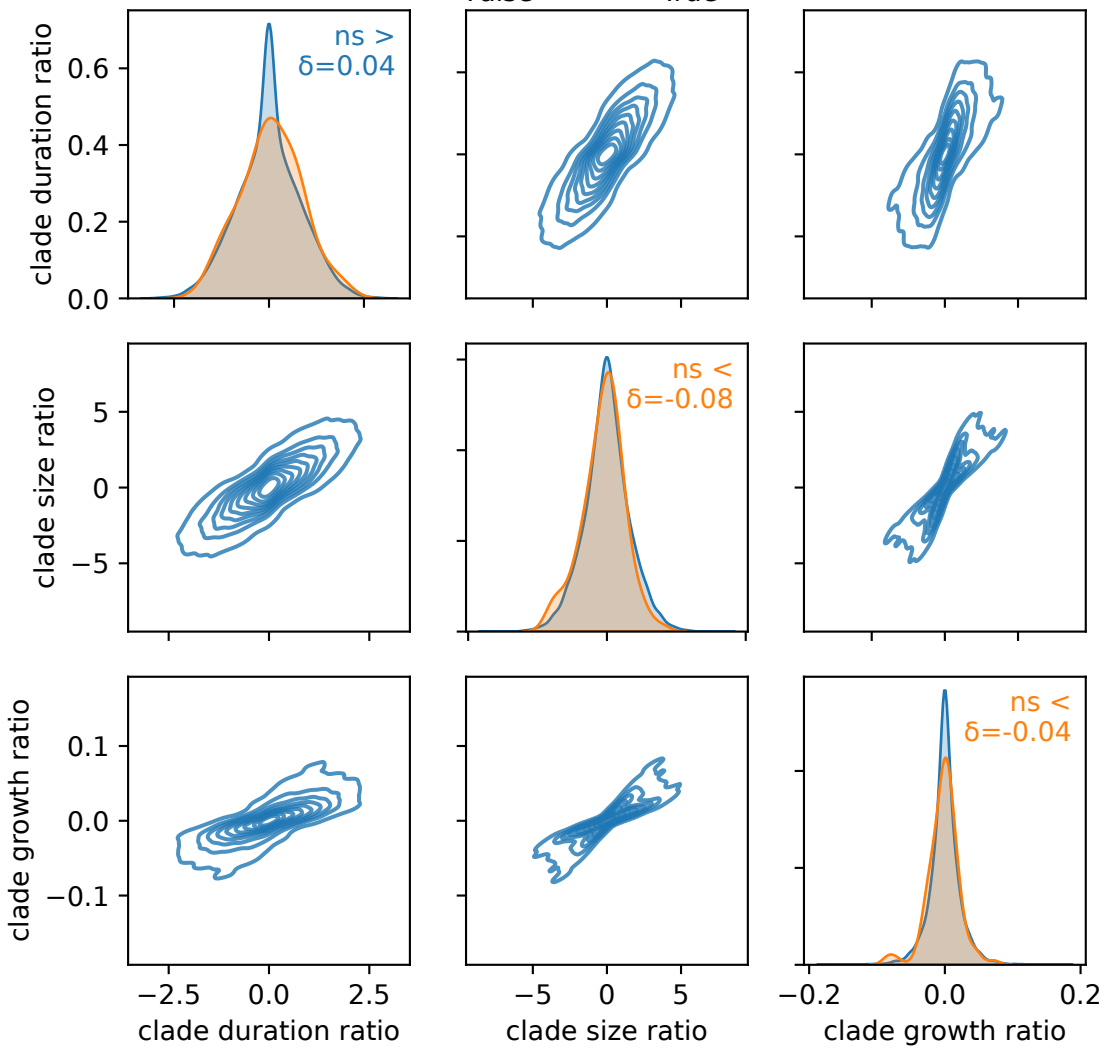 clade duration ratio
0.6
0.4
0.2
0.0
ns >
δ=0.04
clade size ratio
5
0
−5
ns <
δ=-0.08
clade growth ratio
0.1
0.0
−0.1
ns <
δ=-0.04
−2.5
0.0
2.5
−5
0
5
−0.2
0.0
0.2
clade duration ratio
clade size ratio
clade growth ratio